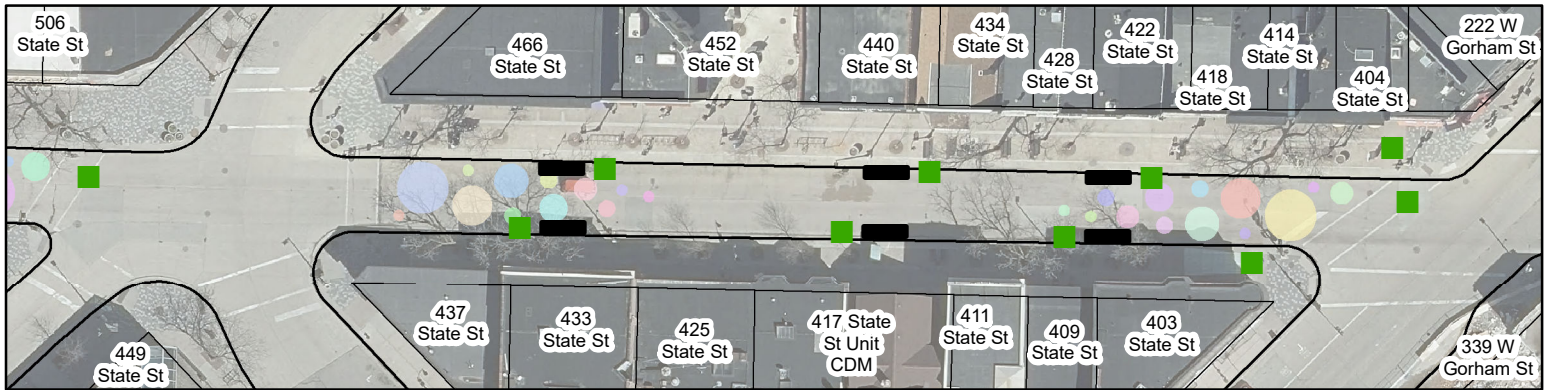 506
State St
466
State St
452
State St
440
State St
434
State St
428
State St
422
State St
418
State St
414
State St
404
State St
222 W
Gorham St
449
State St
437
State St
433
State St
425
State St
417 State
St Unit
CDM
411
State St
409
State St
403
State St
339 W
Gorham St